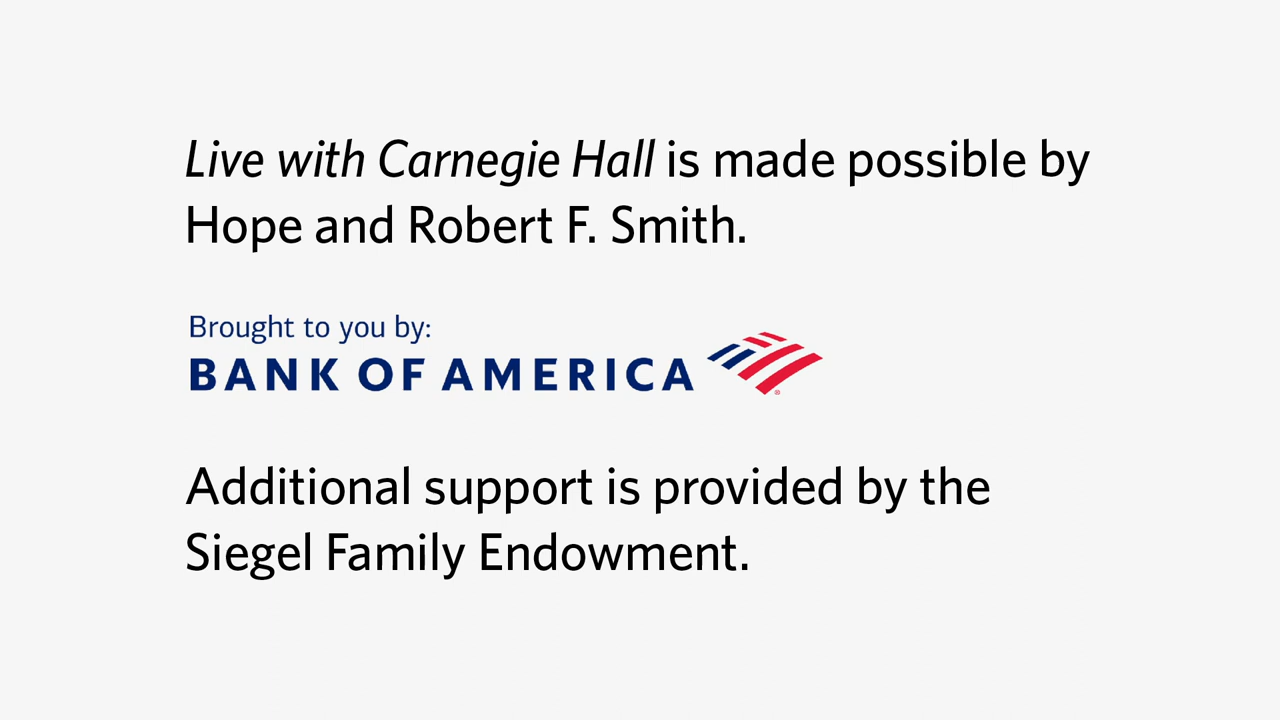 Live with Carnegie Hall is made possible by
Hope and Robert F. Smith.
Brought to you by:
BANK OF AMERICA
Additional support is provided by the
Siegel Family Endowment.